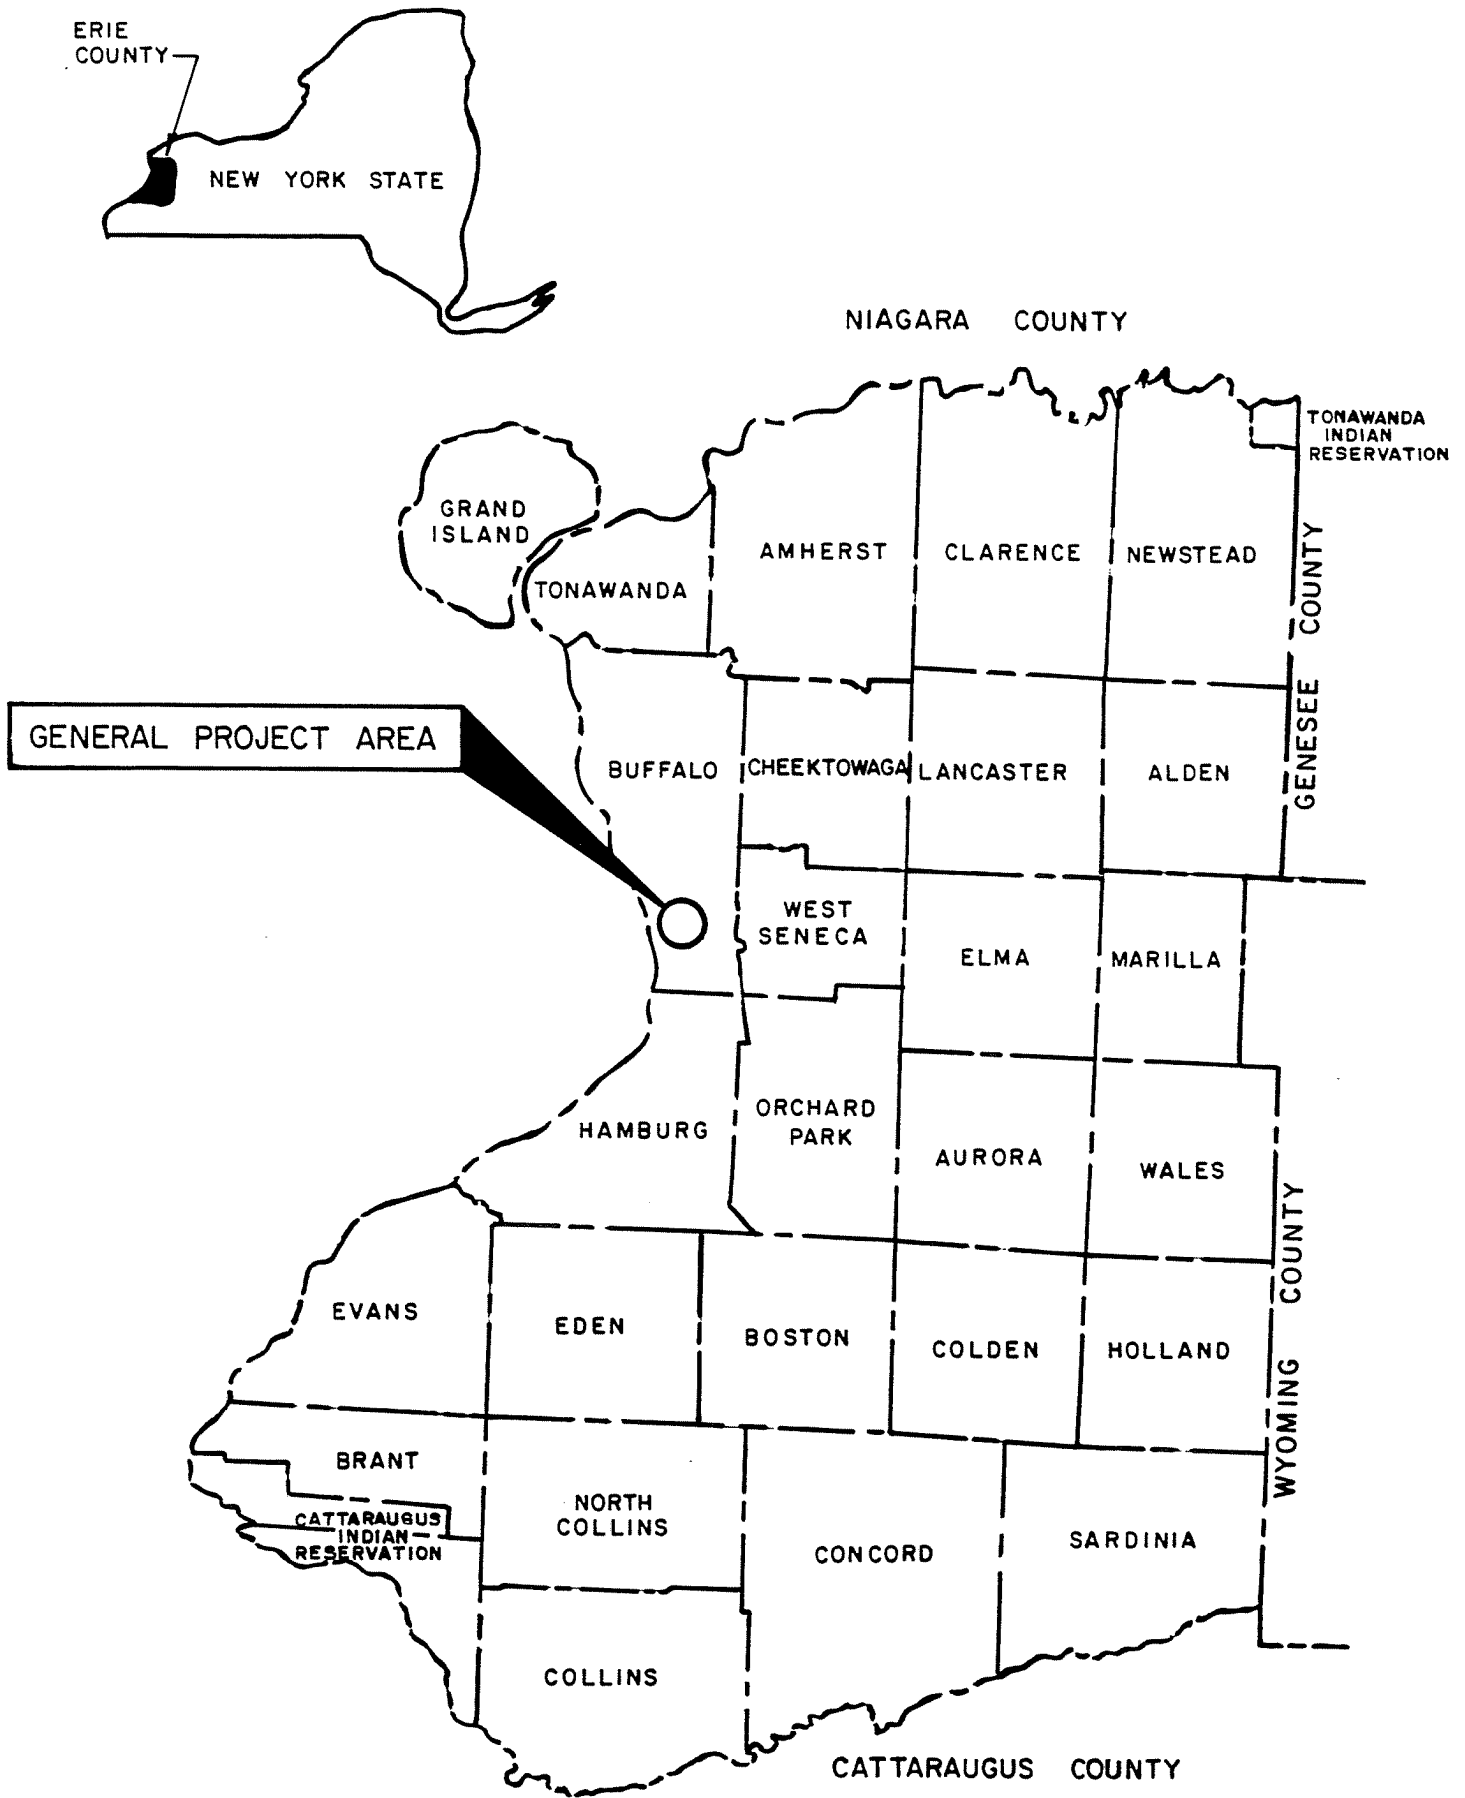 ERIE
COUNTY
NEW YORK STATE
NIAGARA COUNTY
TONAWANDA
INDIAN
RESERVATION
GRAND
ISLAND
AMHERST
CLARENCE
NEWSTEAD
TONAWANDA
GENESEE COUNTY
GENERAL PROJECT AREA
BUFFALO
CHEEKTOWAGA
LANCASTER
ALDEN
WEST
SENECA
ELMA
MARILLA
ORCHARD
PARK
HAMBURG
AURORA
WALES
WYOMING COUNTY
EVANS
EDEN
BOSTON
COLDEN
HOLLAND
BRANT
NORTH
COLLINS
CATTARAUGUS
INDIAN
RESERVATION
CONCORD
SARDINIA
COLLINS
CATTARAUGUS COUNTY